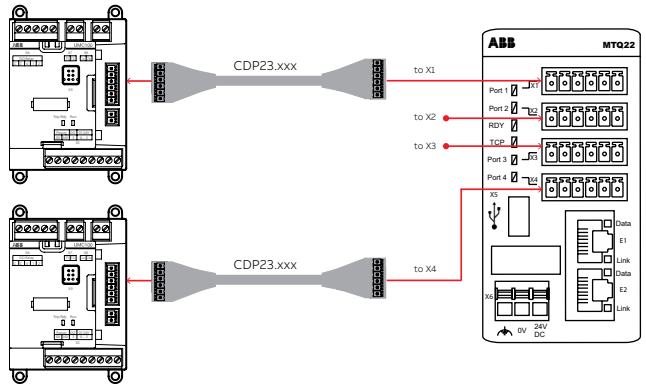 ABB
UMC100
CDP23.xxx
to X1
to X2
to X3
ABB
MTQ22
Port 1
X1
Port 2
X2
RDY
TCP
Port 3
X3
Port 4
X4
X5
Data
E1
Link
Data
E2
Link
X6
0V
24V
DC
ABB
UMC100
CDP23.xxx
to X4